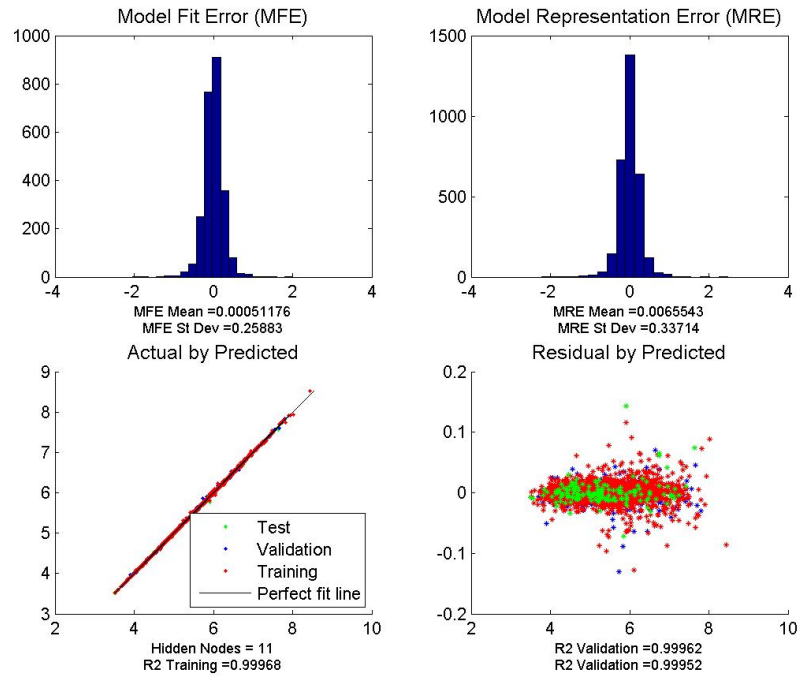 Model Fit Error (MFE)
1000
800
600
400
200
0
-4 -2 0 2 4
MFE Mean =0.00051176
MFE St Dev =0.25883
Model Representation Error (MRE)
1500
1000
500
0
-4 -2 0 2 4
MRE Mean =0.0065543
MRE St Dev =0.33714
Actual by Predicted
9
8
7
6
5
4
3
Test
Validation
Training
Perfect fit line
2 4 6 8 10
Hidden Nodes = 11
R2 Training =0.99968
Residual by Predicted
0.2
0.1
0
-0.1
-0.2
2 4 6 8 10
R2 Validation =0.99962
R2 Validation =0.99952